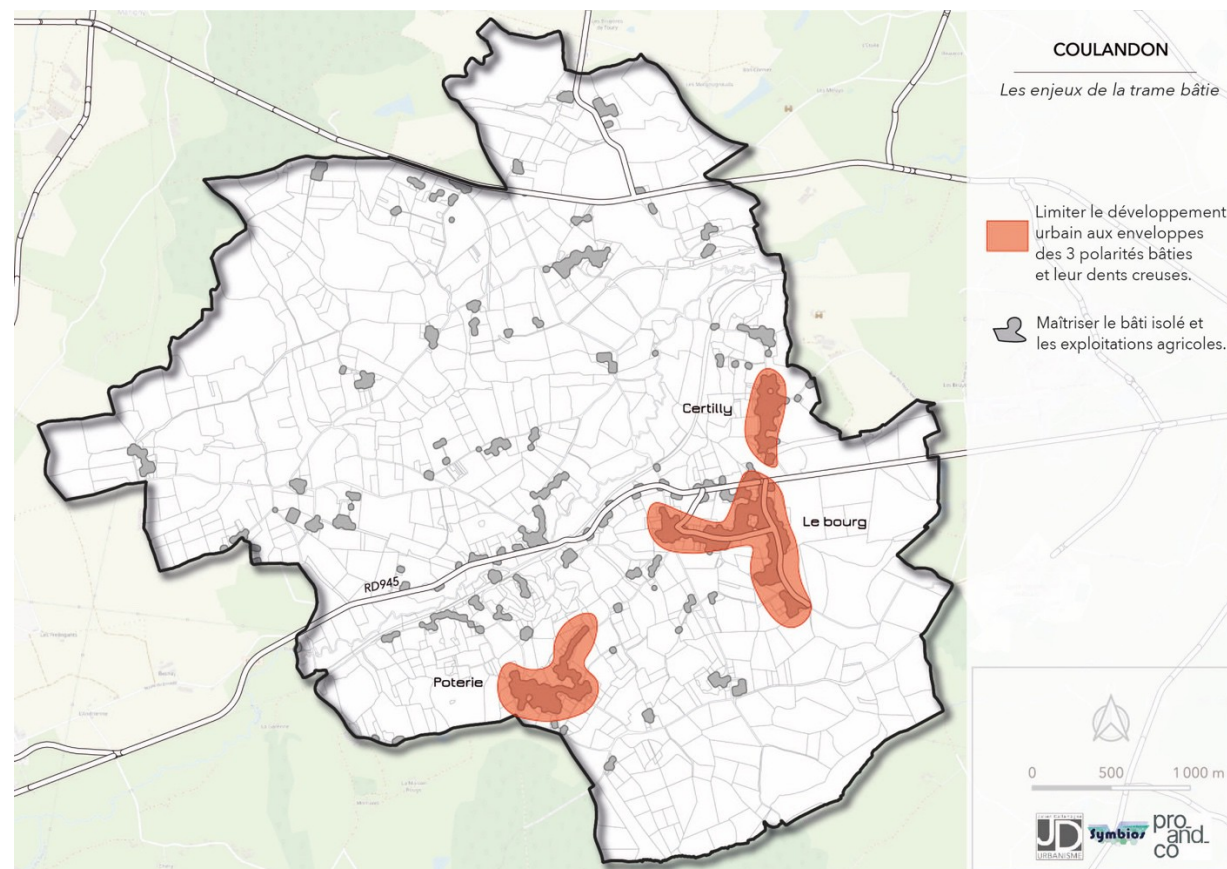 COULANDON
Les enjeux de la trame bâtie
Limiter le développement
urbain aux enveloppes
des 3 polarités bâties
et leur dents creuses.
Maîtriser le bâti isolé et
les exploitations agricoles.
Certilly
Le bourg
RD945
Poterie
0 500 1 000 m
JD
URBANISME
Symbios
pro_
and_
co